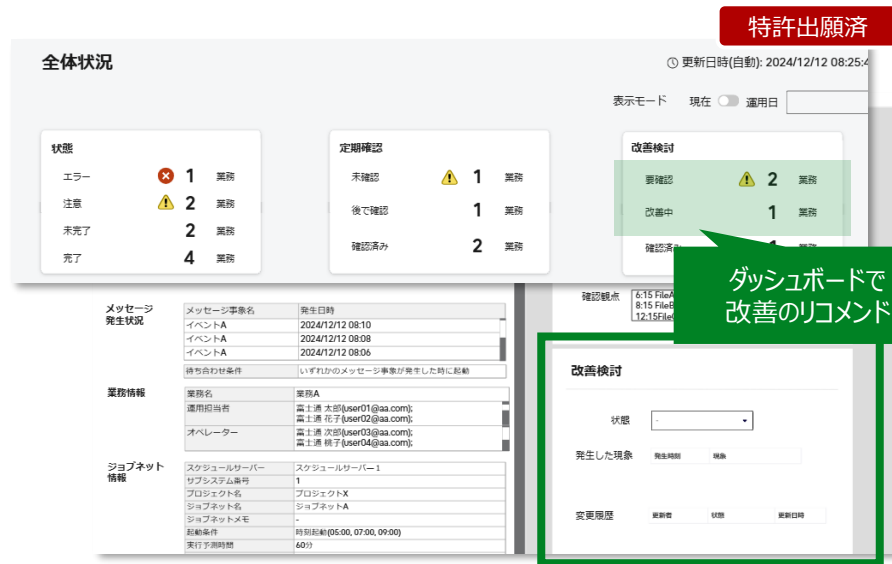 特許出願済
全体状況
更新日時(自動): 2024/12/12 08:25:4
表示モード 現在 運用日
状態
エラー 1 業務
注意 2 業務
未完了 2 業務
完了 4 業務
定期確認
未確認 1 業務
後で確認 1 業務
確認済み 2 業務
改善検討
要確認 2 業務
改善中 1 業務
確認済み
ダッシュボードで
改善のリコメンド
メッセージ
発生状況
メッセージ事象名 発生日時
イベントA 2024/12/12 08:10
イベントA 2024/12/12 08:08
イベントA 2024/12/12 08:06
待ち合わせ条件 いずれかのメッセージ事象が発生した時に起動
業務情報
業務名 業務A
運用担当者 富士通 太郎(user01@aa.com);
富士通 花子(user02@aa.com);
オペレーター 富士通 次郎(user03@aa.com);
富士通 桃子(user04@aa.com);
ジョブネット
情報
スケジュールサーバー スケジュールサーバー1
サブシステム番号 1
プロジェクト名 プロジェクトX
ジョブネット名 ジョブネットA
ジョブネットメモ -
起動条件 時刻起動(05:00, 07:00, 09:00)
実行予測時間 60分
確認観点
6:15 FileA
8:15 FileB
12:15File
改善検討
状態 -
発生した現象 発生時刻 現象
変更履歴 更新者 状態 更新日時